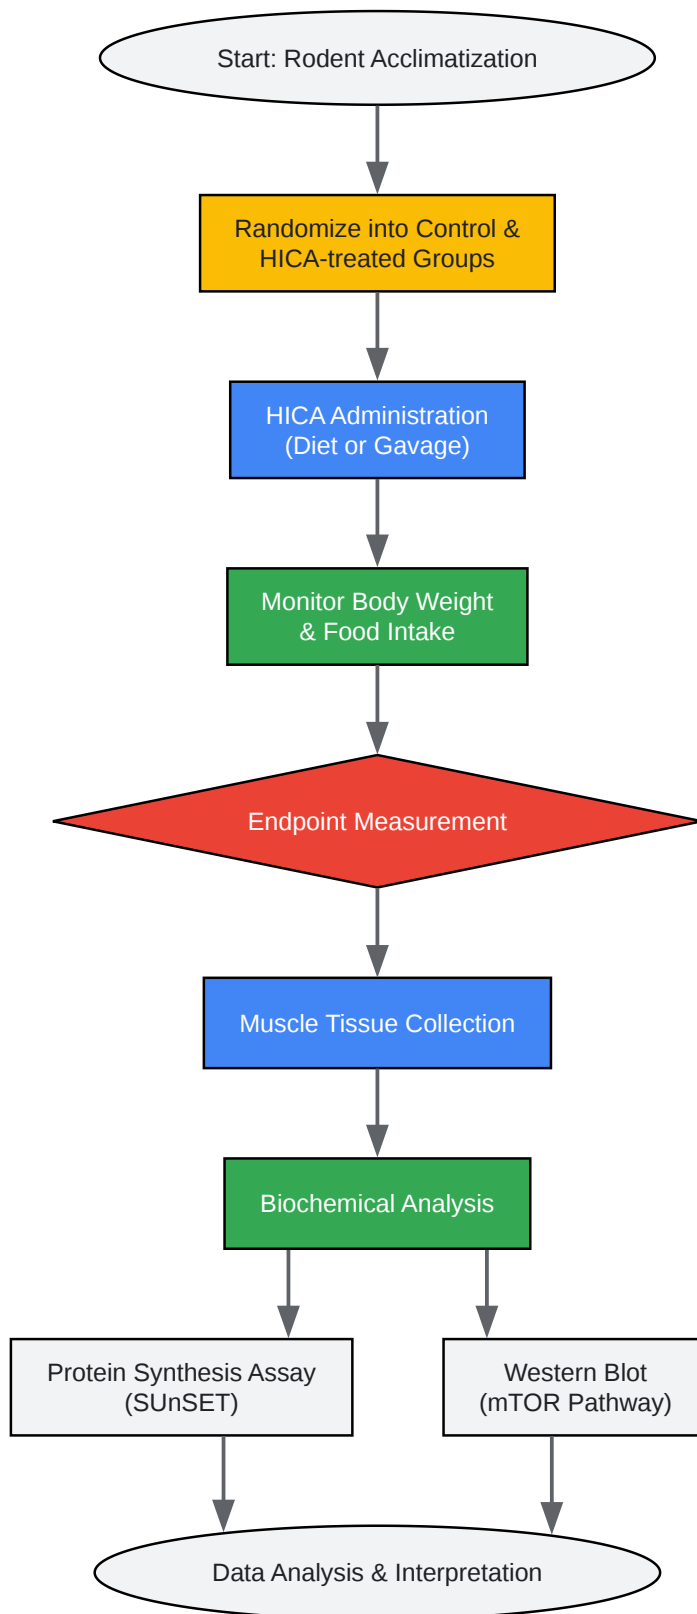 Start: Rodent Acclimatization
Randomize into Control &
HICA-treated Groups
HICA Administration
(Diet or Gavage)
Monitor Body Weight
& Food Intake
Endpoint Measurement
Muscle Tissue Collection
Biochemical Analysis
Protein Synthesis Assay
(SUnSET)
Western Blot
(mTOR Pathway)
Data Analysis & Interpretation